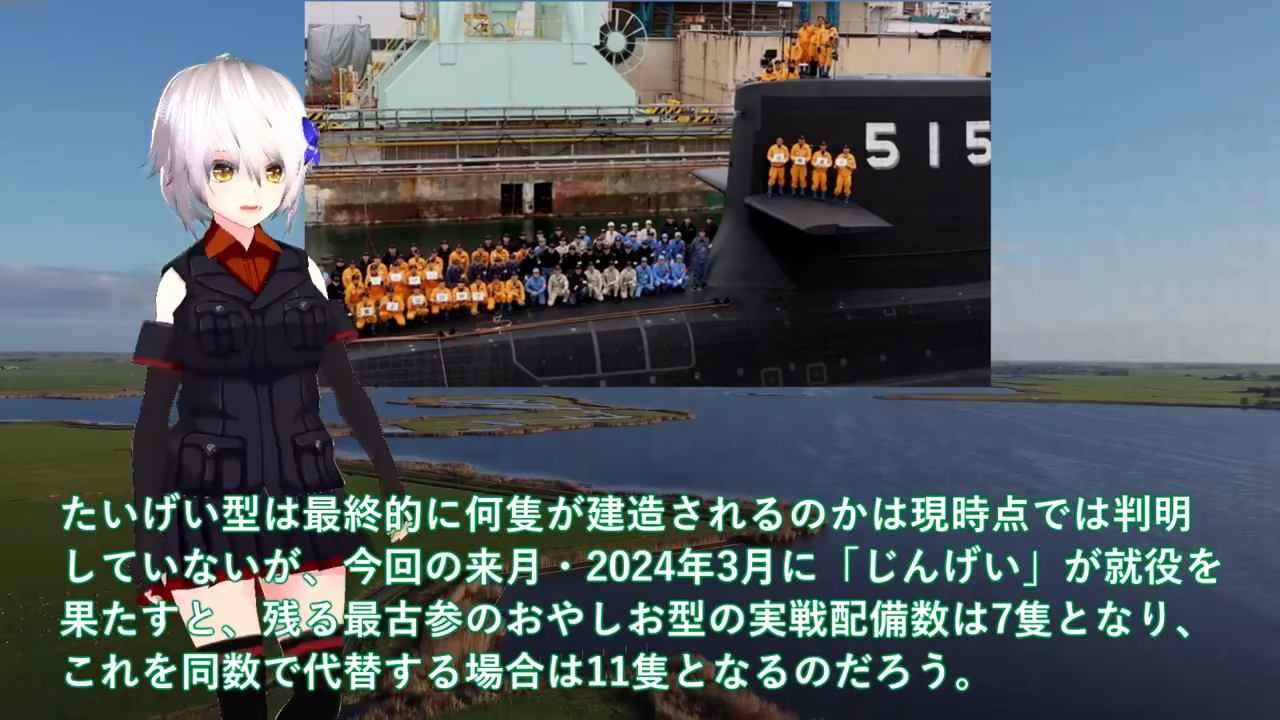 515
たいげい型は最終的に何隻が建造されるのかは現時点では判明
していないが、今回の来月・2024年3月に「じんげい」が就役を
果たすと、残る最古参のおやしお型の実戦配備数は7隻となり、
これを同数で代替する場合は11隻となるのだろう。